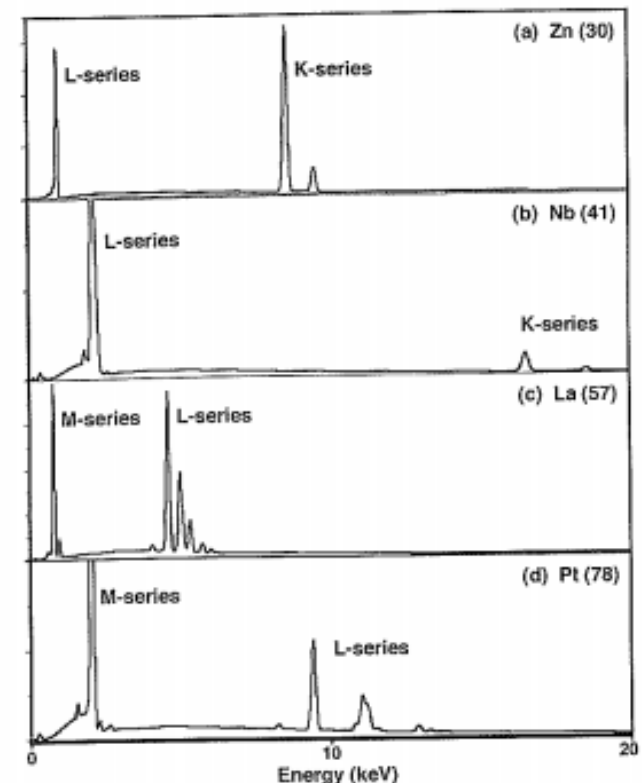 (a) Zn (30)
L-series
K-series
(b) Nb (41)
L-series
K-series
(c) La (57)
M-series
L-series
(d) Pt (78)
M-series
L-series
0
10
20
Energy (keV)